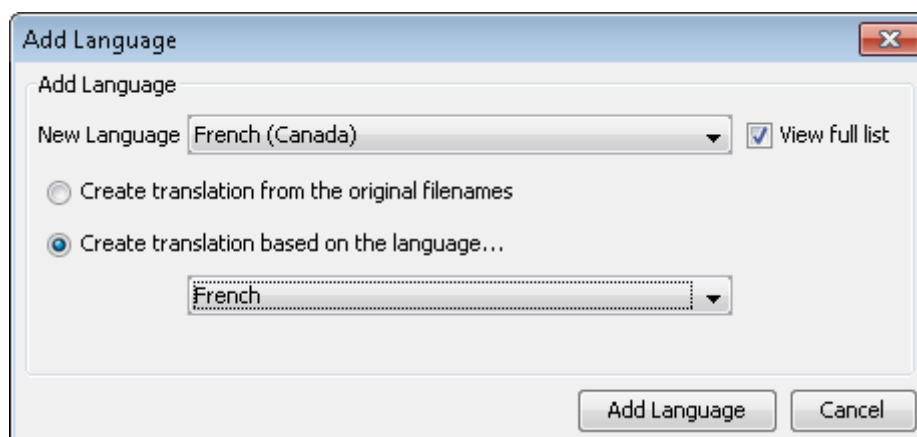 Add Language
Add Language
New Language French (Canada) View full list
Create translation from the original filenames
Create translation based on the language...
French
Add Language Cancel